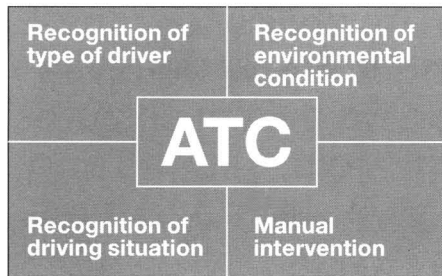 Recognition of
type of driver
Recognition of
environmental
condition
ATC
Recognition of
driving situation
Manual
intervention